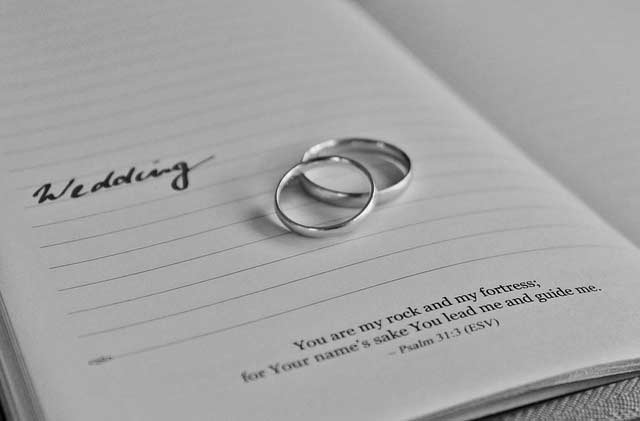 Wedding
You are my rock and my fortress;
for Your name's sake You lead me and guide me.
– Psalm 31:3 (ESV)